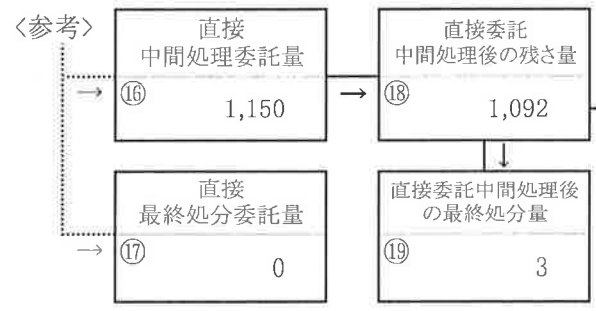 〈参考〉
直接
中間処理委託量
⑯
1,150
直接委託
中間処理後の残さ量
⑱
1,092
直接
最終処分委託量
⑰
0
直接委託中間処理後
の最終処分量
⑲
3